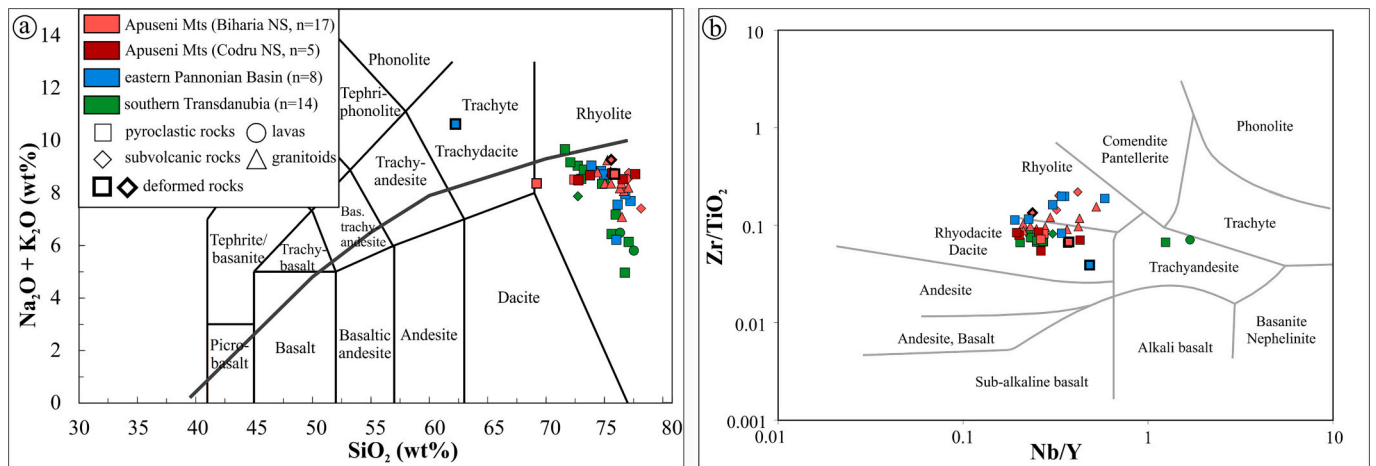 a
Na₂O + K₂O (wt%)
14
12
10
8
6
4
2
0
30
35
40
45
50
55
60
65
70
75
80
SiO₂ (wt%)
Apuseni Mts (Biharia NS, n=17)
Apuseni Mts (Codru NS, n=5)
eastern Pannonian Basin (n=8)
southern Transdanubia (n=14)
pyroclastic rocks
lavas
subvolcanic rocks
granitoids
deformed rocks
Phonolite
Tephri-
phonolite
Trachyte
Trachydacite
Rhyolite
Trachy-
andesite
Bas.
trachy-
andesite
Tephrite/
basanite
Trachy-
basalt
Dacite
Picro-
basalt
Basalt
Basaltic
andesite
Andesite
b
Zr/TiO₂
10
1
0.1
0.01
0.001
0.01
0.1
1
10
Nb/Y
Phonolite
Comendite
Pantellerite
Rhyolite
Trachyte
Rhyodacite
Dacite
Trachyandesite
Andesite
Andesite, Basalt
Basanite
Nephelinite
Alkali basalt
Sub-alkaline basalt